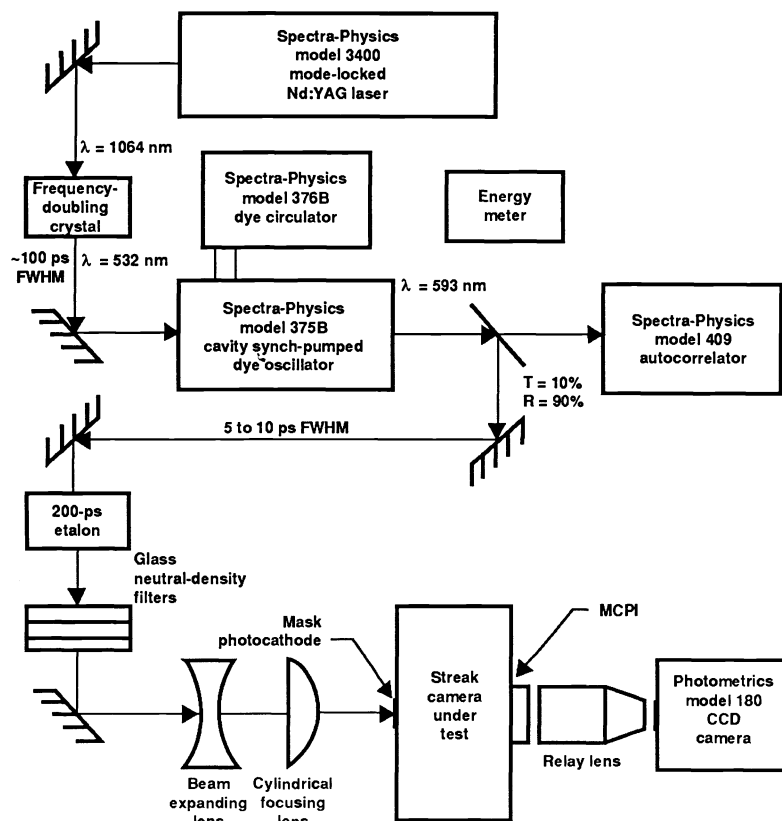 Spectra-Physics
model 3400
mode-locked
Nd:YAG laser
λ = 1064 nm
Frequency-
doubling
crystal
Spectra-Physics
model 376B
dye circulator
Energy
meter
~100 ps
FWHM
λ = 532 nm
Spectra-Physics
model 375B
cavity synch-pumped
dye oscillator
λ = 593 nm
Spectra-Physics
model 409
autocorrelator
T = 10%
R = 90%
5 to 10 ps FWHM
200-ps
etalon
Glass
neutral-density
filters
Mask
photocathode
MCPI
Streak
camera
under
test
Photometrics
model 180
CCD
camera
Relay lens
Beam
expanding
lens
Cylindrical
focusing
lens